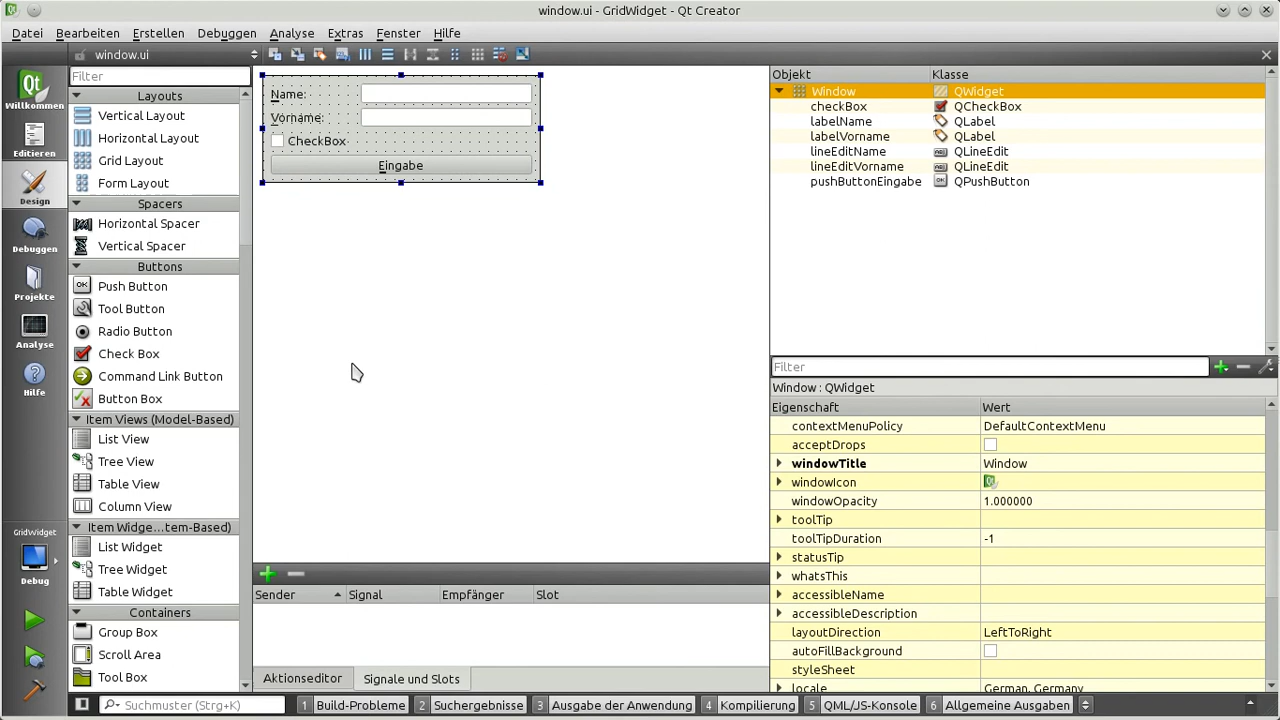 window.ui - GridWidget - Qt Creator
Datei Bearbeiten Erstellen Debuggen Analyse Extras Fenster Hilfe
window.ui
Willkommen
Editieren
Design
Debuggen
Projekte
Analyse
Hilfe
GridWidget
Debug
Filter
Layouts
Vertical Layout
Horizontal Layout
Grid Layout
Form Layout
Spacers
Horizontal Spacer
Vertical Spacer
Buttons
Push Button
Tool Button
Radio Button
Check Box
Command Link Button
Button Box
Item Views (Model-Based)
List View
Tree View
Table View
Column View
Item Widge...tem-Based)
List Widget
Tree Widget
Table Widget
Containers
Group Box
Scroll Area
Tool Box
Name:
Vorname:
CheckBox
Eingabe
Sender Signal Empfänger Slot
Aktionseditor Signale und Slots
Objekt Klasse
Window QWidget
checkBox QCheckBox
labelName QLabel
labelVorname QLabel
lineEditName QLineEdit
lineEditVorname QLineEdit
pushButtonEingabe QPushButton
Filter
Window : QWidget
Eigenschaft Wert
contextMenuPolicy DefaultContextMenu
acceptDrops
windowTitle Window
windowIcon
windowOpacity 1.000000
toolTip
toolTipDuration -1
statusTip
whatsThis
accessibleName
accessibleDescription
layoutDirection LeftToRight
autoFillBackground
styleSheet
locale German, Germany
Suchmuster (Strg+K) 1 Build-Probleme 2 Suchergebnisse 3 Ausgabe der Anwendung 4 Kompilierung 5 QML/JS-Konsole 6 Allgemeine Ausgaben